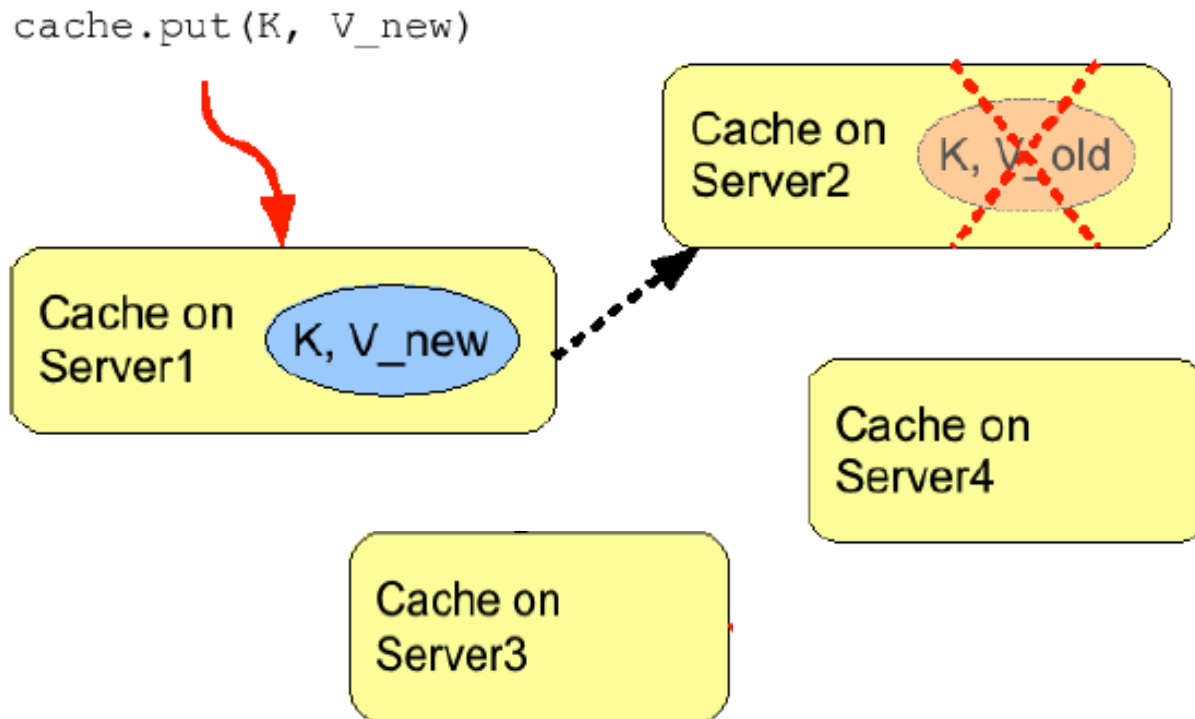 cache.put(K, V_new)
Cache on
Server2
K, V_old
Cache on
Server1
K, V_new
Cache on
Server4
Cache on
Server3